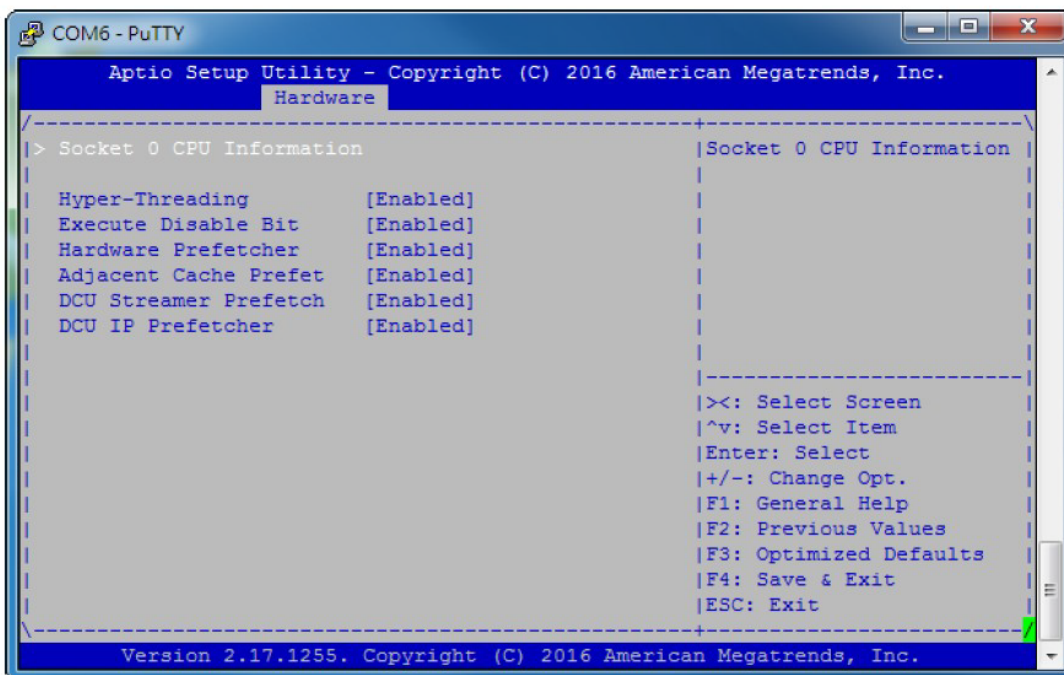 COM6 - PuTTY
Aptio Setup Utility - Copyright (C) 2016 American Megatrends, Inc.
Hardware
/----------------------------------------------------+-------------------------\
|> Socket 0 CPU Information |Socket 0 CPU Information |
| Hyper-Threading [Enabled] | |
| Execute Disable Bit [Enabled] | |
| Hardware Prefetcher [Enabled] | |
| Adjacent Cache Prefet [Enabled] | |
| DCU Streamer Prefetch [Enabled] | |
| DCU IP Prefetcher [Enabled] | |
| |-------------------------|
| |><: Select Screen |
| |^v: Select Item |
| |Enter: Select |
| |+/-: Change Opt. |
| |F1: General Help |
| |F2: Previous Values |
| |F3: Optimized Defaults |
| |F4: Save & Exit |
| |ESC: Exit |
\----------------------------------------------------+-------------------------/
Version 2.17.1255. Copyright (C) 2016 American Megatrends, Inc.